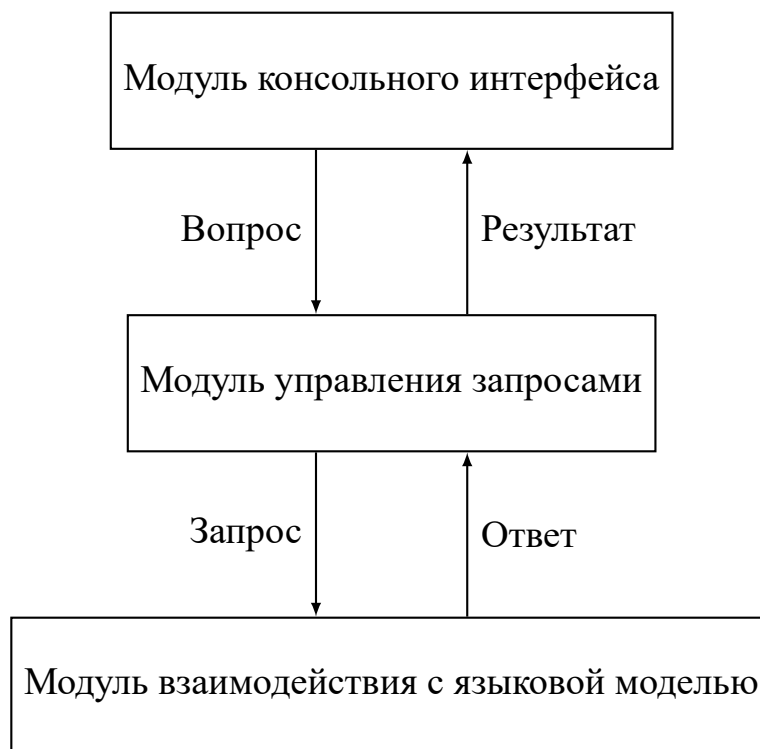 Модуль консольного интерфейса
Вопрос
Результат
Модуль управления запросами
Запрос
Ответ
Модуль взаимодействия с языковой моделью